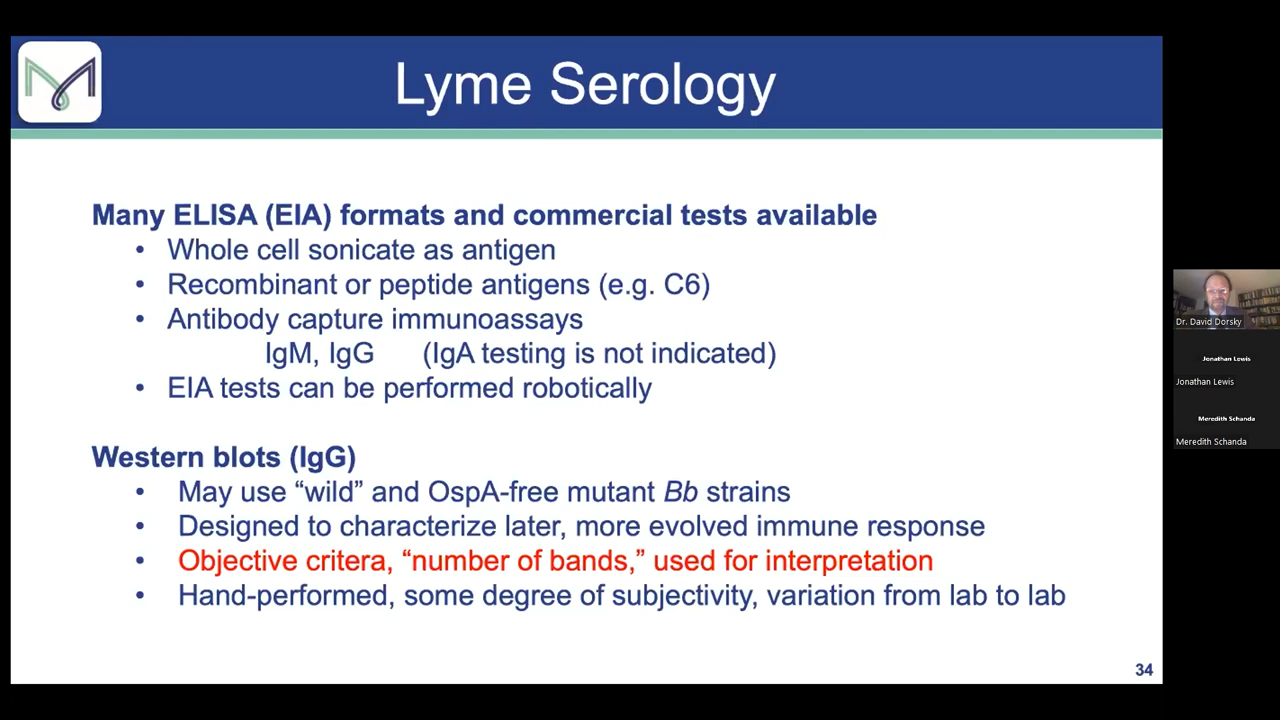 Lyme Serology
Many ELISA (EIA) formats and commercial tests available
• Whole cell sonicate as antigen
• Recombinant or peptide antigens (e.g. C6)
• Antibody capture immunoassays
IgM, IgG (IgA testing is not indicated)
• EIA tests can be performed robotically
Western blots (IgG)
• May use “wild” and OspA-free mutant Bb strains
• Designed to characterize later, more evolved immune response
• Objective critera, “number of bands,” used for interpretation
• Hand-performed, some degree of subjectivity, variation from lab to lab
34
Dr. David Dorsky
Jonathan Lewis
Jonathan Lewis
Meredith Schanda
Meredith Schanda